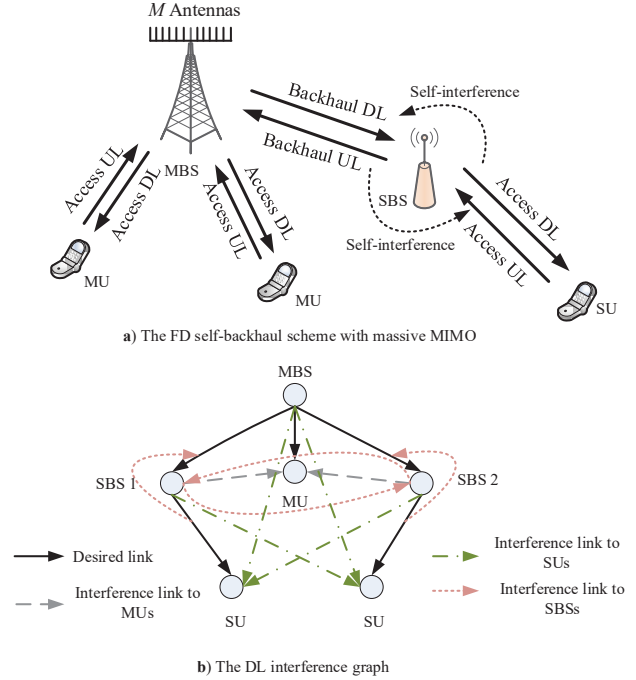 M Antennas
Self-interference
Backhaul DL
Backhaul UL
MBS
SBS
Access UL
Access DL
Access UL
Access DL
Self-interference
Access DL
Access UL
MU
MU
SU
a) The FD self-backhaul scheme with massive MIMO
MBS
SBS 1
MU
SBS 2
Desired link
Interference link to
MUs
Interference link to
SUs
Interference link to
SBSs
SU
SU
b) The DL interference graph